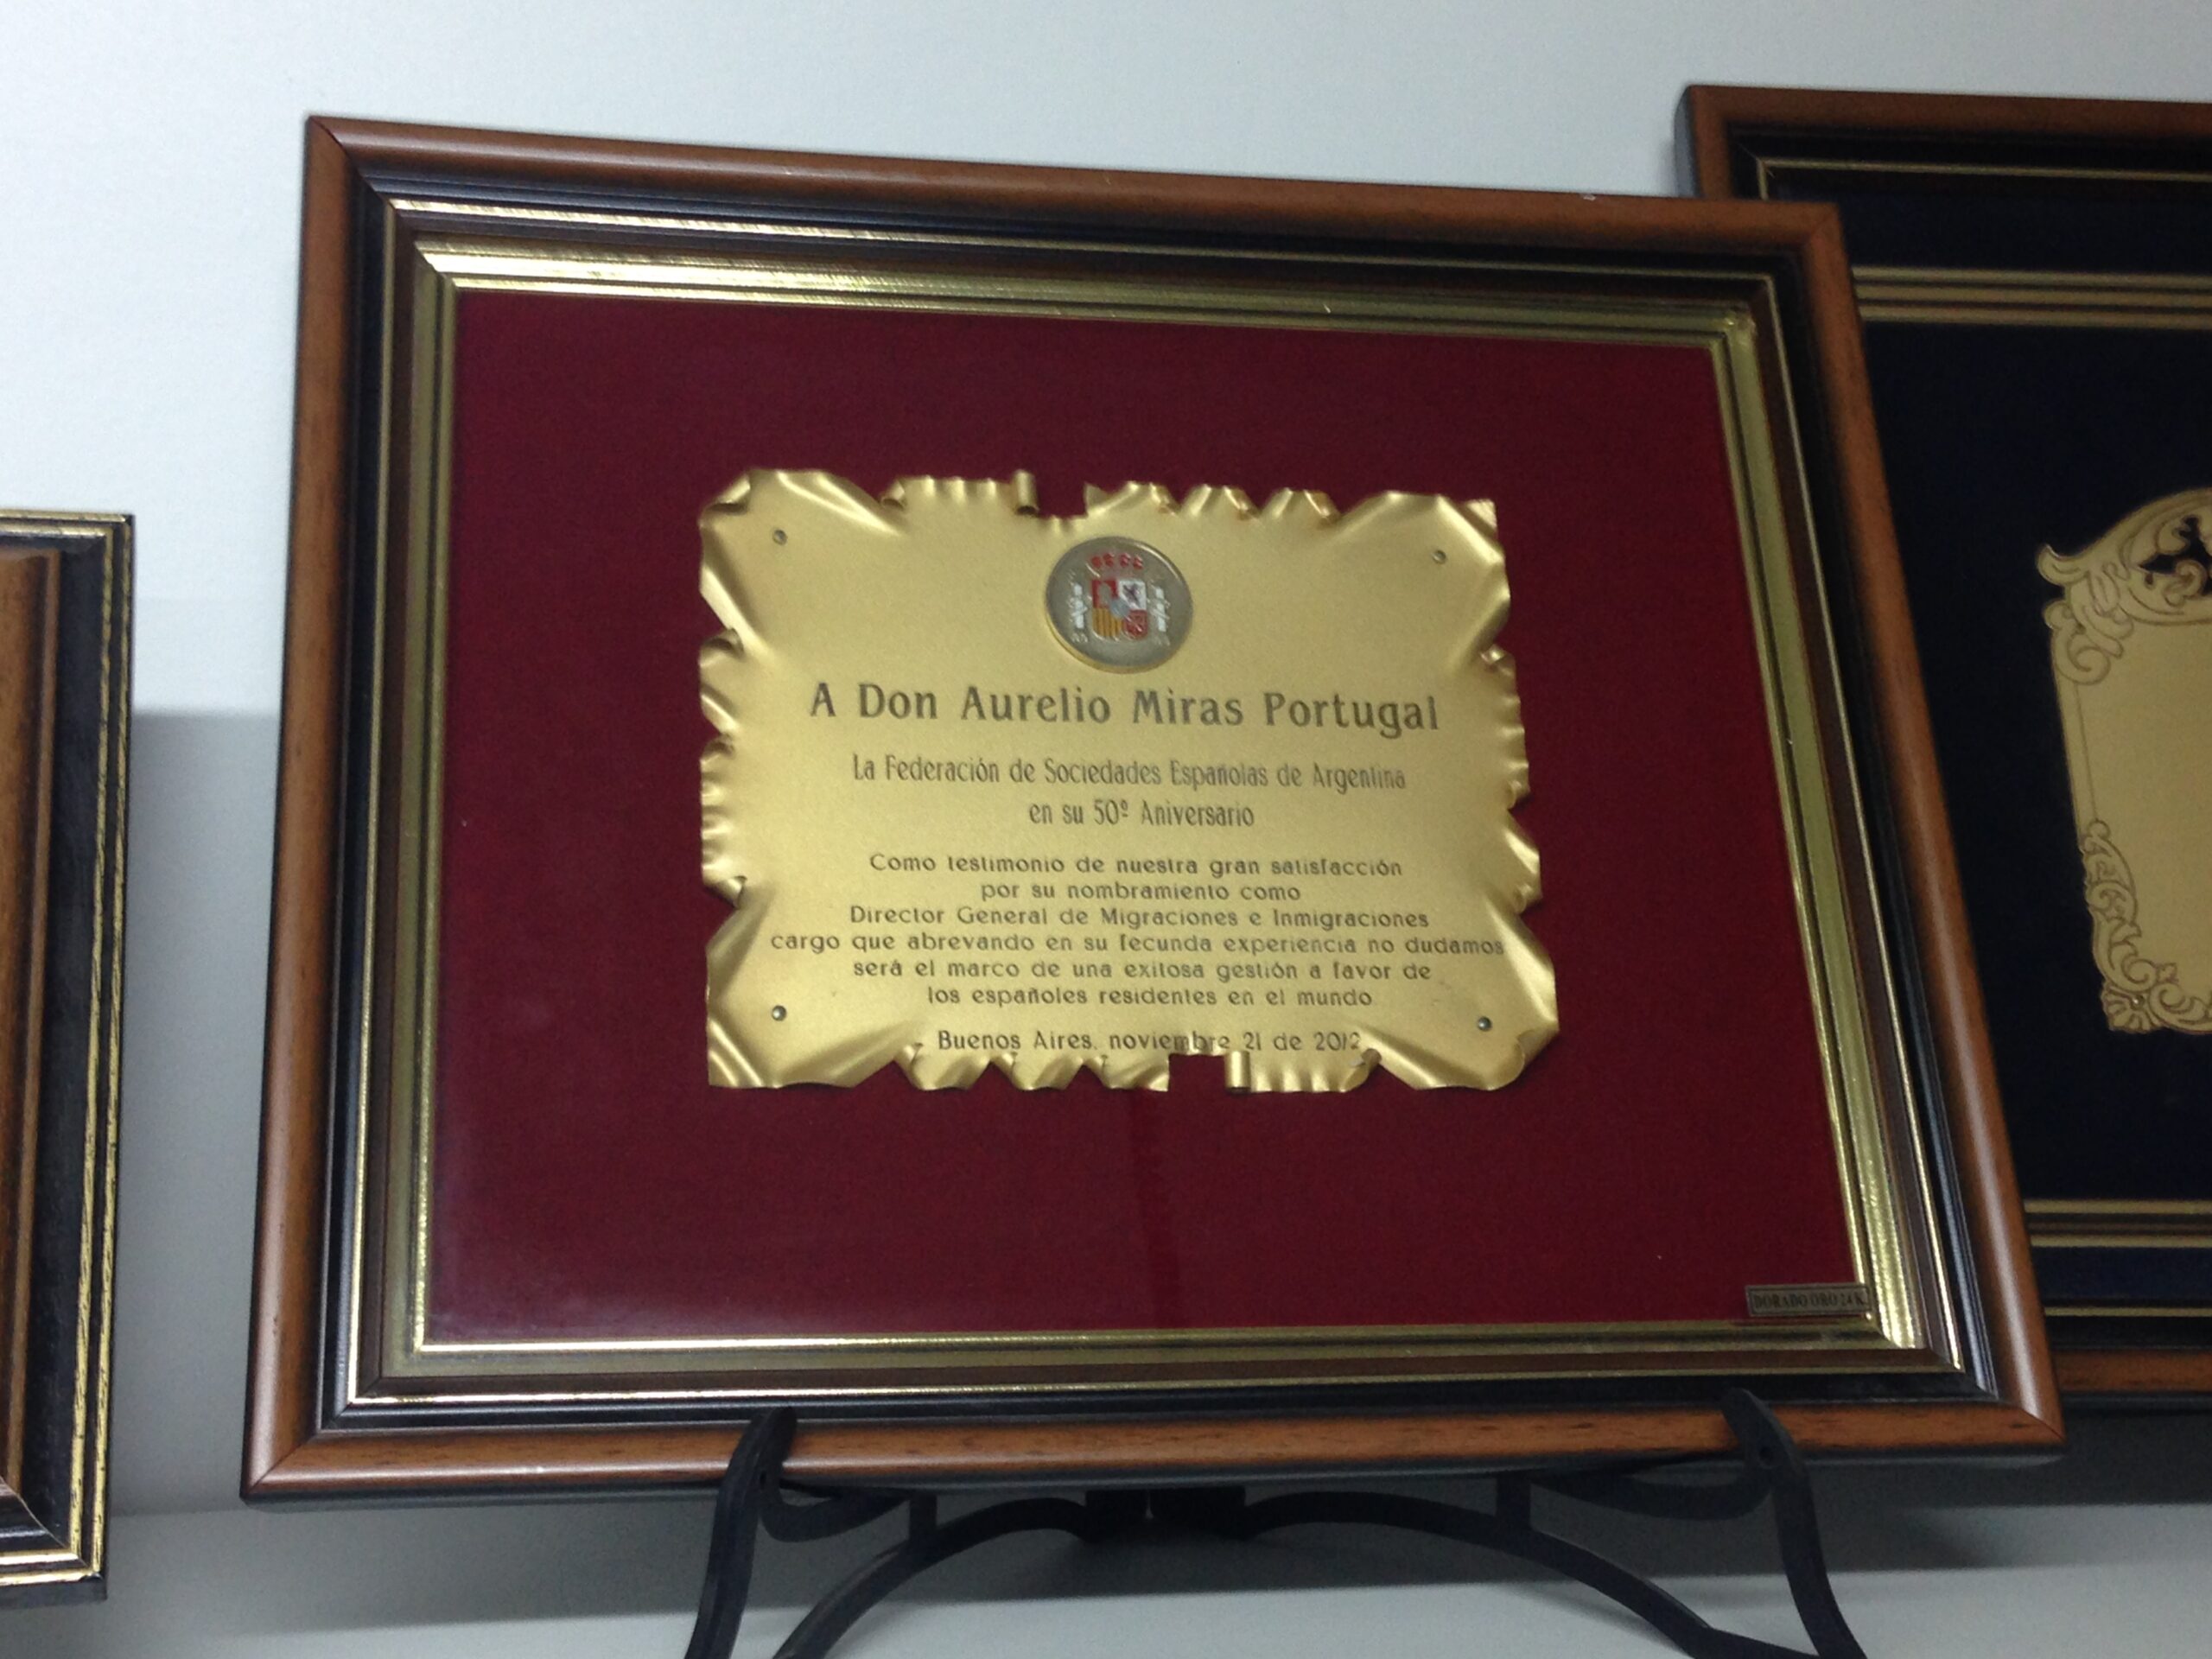 A Don Aurelio Miras Portugal
La Federación de Sociedades Españolas de Argentina
en su 50º Aniversario
Como testimonio de nuestra gran satisfacción
por su nombramiento como
Director General de Migraciones e Inmigraciones
cargo que abrevando en su fecunda experiencia no dudamos
será el marco de una exitosa gestión a favor de
los españoles residentes en el mundo
Buenos Aires, noviembre 21 de 2012
DORADO ORO 24 K